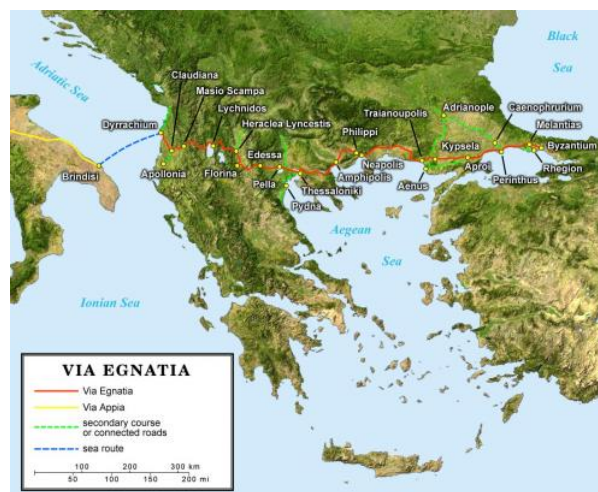 Adriatic Sea
Black
Sea
Claudiana
Masio Scampa
Lychnidos
Heraclea Lyncestis
Dyrrachium
Edessa
Philippi
Traianoupolis
Adrianople
Caenophrurium
Melantias
Kypsela
Byzantium
Brindisi
Apollonia
Florina
Pella
Thessaloniki
Pydna
Neapolis
Amphipolis
Aenus
Aproi
Perinthus
Rhegion
Aegean
Sea
Ionian Sea
VIA EGNATIA
Via Egnatia
Via Appia
secondary course
or connected roads
sea route
100 200 300 km
50 100 150 200 mi